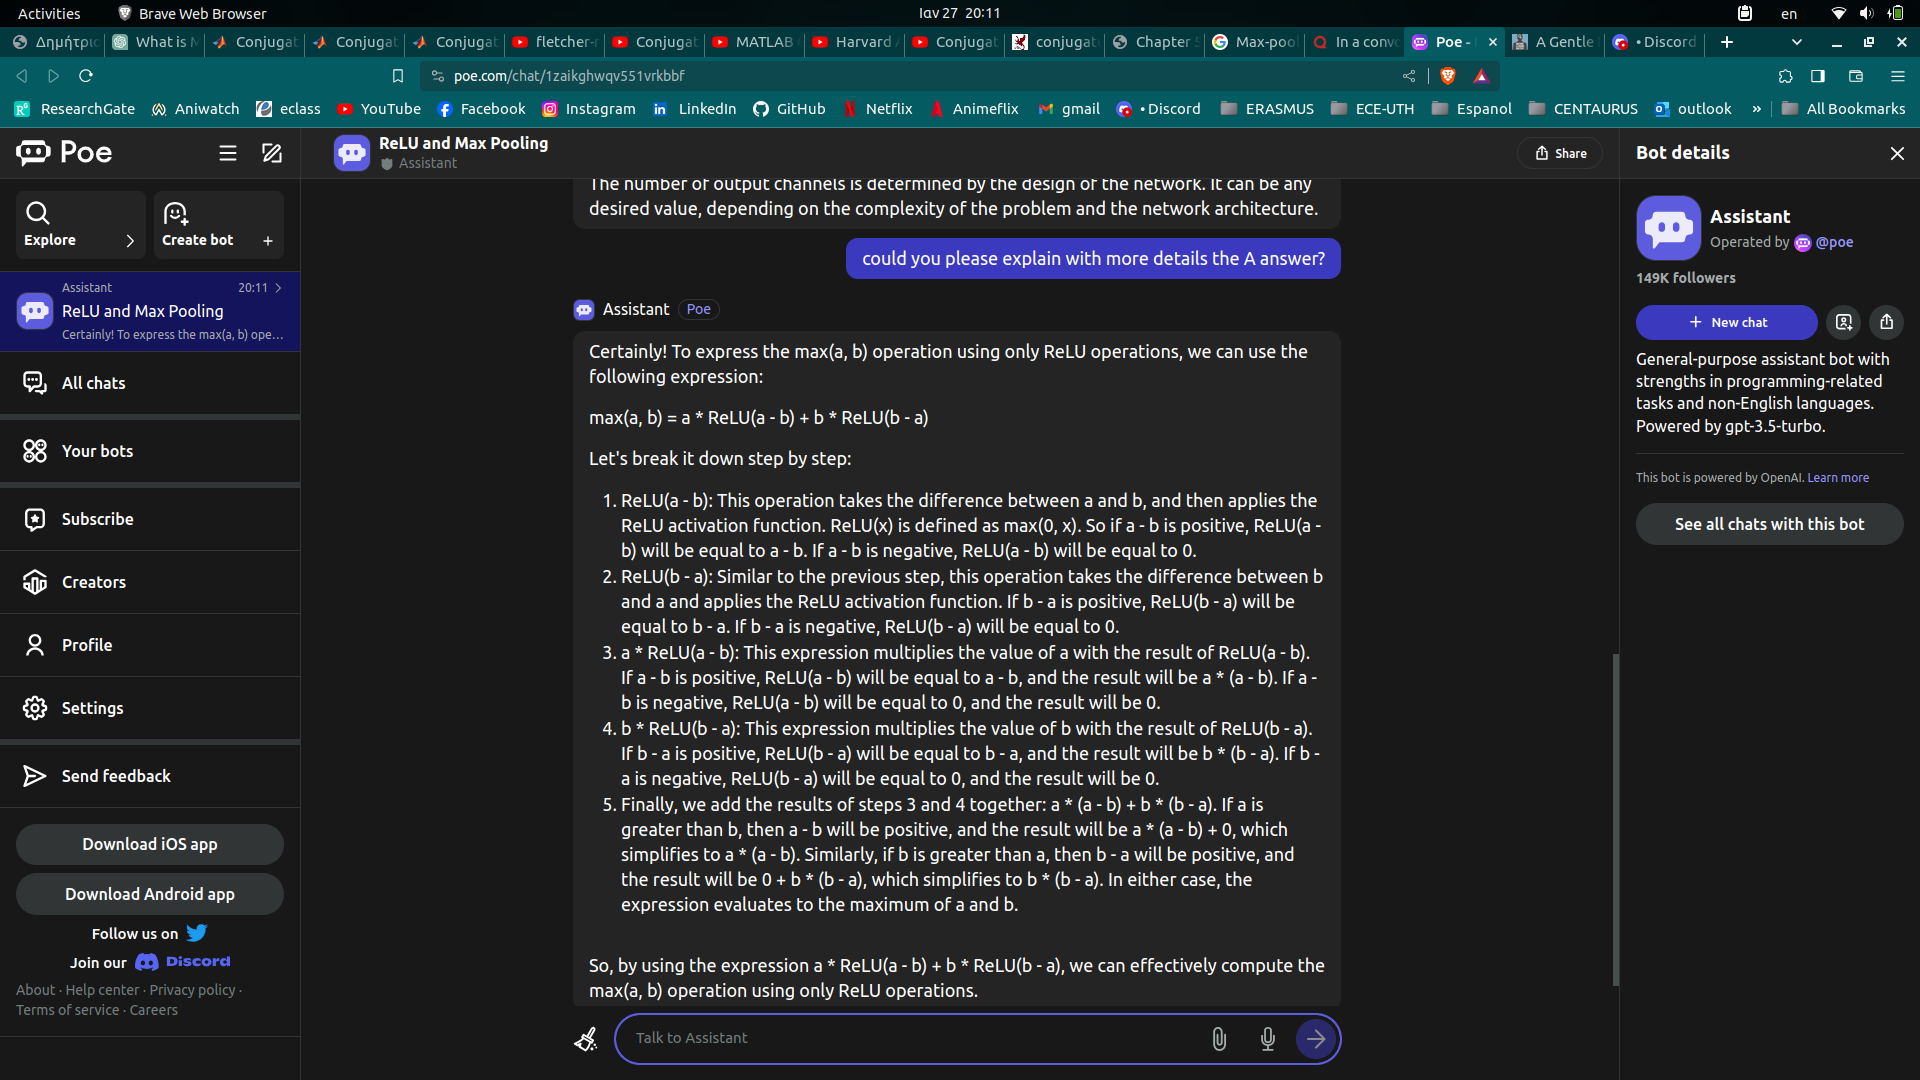 Activities
Brave Web Browser
Ιαν 27 20:11
en
Δημήτρι
What is M
Conjugat
Conjugat
Conjugat
fletcher-r
Conjugat
MATLAB
Harvard
Conjugat
conjugat
Chapter
Max-pool
In a conv
Poe -
A Gentle
• Discord
poe.com/chat/1zaikghwqv551vrkbbf
ResearchGate
Aniwatch
eclass
YouTube
Facebook
Instagram
LinkedIn
GitHub
Netflix
Animeflix
gmail
• Discord
ERASMUS
ECE-UTH
Espanol
CENTAURUS
outlook
»
All Bookmarks
Poe
Explore
Create bot +
Assistant 20:11
ReLU and Max Pooling
Certainly! To express the max(a, b) ope…
All chats
Your bots
Subscribe
Creators
Profile
Settings
Send feedback
Download iOS app
Download Android app
Follow us on
Join our Discord
About · Help center · Privacy policy ·
Terms of service · Careers
ReLU and Max Pooling
Assistant
Share
The number of output channels is determined by the design of the network. It can be any
desired value, depending on the complexity of the problem and the network architecture.
could you please explain with more details the A answer?
Assistant Poe
Certainly! To express the max(a, b) operation using only ReLU operations, we can use the
following expression:
max(a, b) = a * ReLU(a - b) + b * ReLU(b - a)
Let's break it down step by step:
1. ReLU(a - b): This operation takes the difference between a and b, and then applies the
ReLU activation function. ReLU(x) is defined as max(0, x). So if a - b is positive, ReLU(a -
b) will be equal to a - b. If a - b is negative, ReLU(a - b) will be equal to 0.
2. ReLU(b - a): Similar to the previous step, this operation takes the difference between b
and a and applies the ReLU activation function. If b - a is positive, ReLU(b - a) will be
equal to b - a. If b - a is negative, ReLU(b - a) will be equal to 0.
3. a * ReLU(a - b): This expression multiplies the value of a with the result of ReLU(a - b).
If a - b is positive, ReLU(a - b) will be equal to a - b, and the result will be a * (a - b). If a -
b is negative, ReLU(a - b) will be equal to 0, and the result will be 0.
4. b * ReLU(b - a): This expression multiplies the value of b with the result of ReLU(b - a).
If b - a is positive, ReLU(b - a) will be equal to b - a, and the result will be b * (b - a). If b -
a is negative, ReLU(b - a) will be equal to 0, and the result will be 0.
5. Finally, we add the results of steps 3 and 4 together: a * (a - b) + b * (b - a). If a is
greater than b, then a - b will be positive, and the result will be a * (a - b) + 0, which
simplifies to a * (a - b). Similarly, if b is greater than a, then b - a will be positive, and
the result will be 0 + b * (b - a), which simplifies to b * (b - a). In either case, the
expression evaluates to the maximum of a and b.
So, by using the expression a * ReLU(a - b) + b * ReLU(b - a), we can effectively compute the
max(a, b) operation using only ReLU operations.
Talk to Assistant
Bot details
Assistant
Operated by @poe
149K followers
+ New chat
General-purpose assistant bot with
strengths in programming-related
tasks and non-English languages.
Powered by gpt-3.5-turbo.
This bot is powered by OpenAI. Learn more
See all chats with this bot